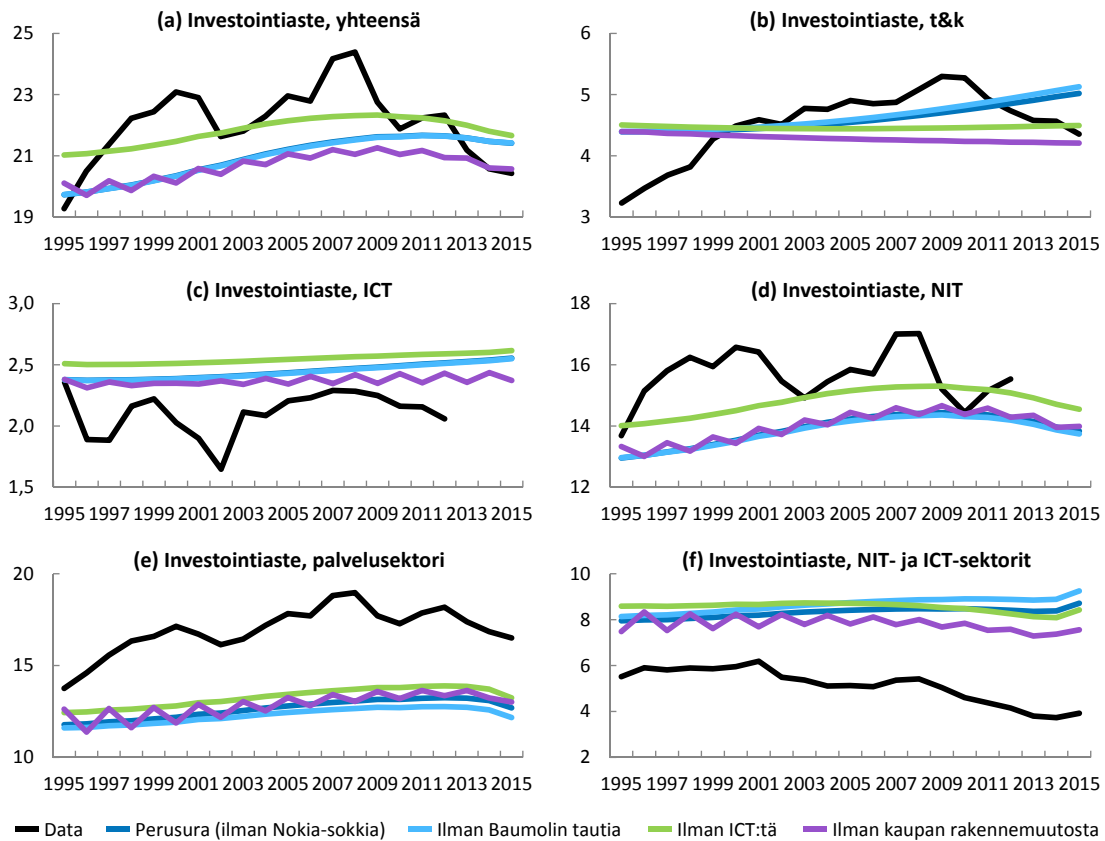 (a) Investointiaste, yhteensä
25
23
21
19
1995 1997 1999 2001 2003 2005 2007 2009 2011 2013 2015
(b) Investointiaste, t&k
6
5
4
3
1995 1997 1999 2001 2003 2005 2007 2009 2011 2013 2015
(c) Investointiaste, ICT
3,0
2,5
2,0
1,5
1995 1997 1999 2001 2003 2005 2007 2009 2011 2013 2015
(d) Investointiaste, NIT
18
16
14
12
1995 1997 1999 2001 2003 2005 2007 2009 2011 2013 2015
(e) Investointiaste, palvelusektori
20
15
10
1995 1997 1999 2001 2003 2005 2007 2009 2011 2013 2015
(f) Investointiaste, NIT- ja ICT-sektorit
10
8
6
4
2
1995 1997 1999 2001 2003 2005 2007 2009 2011 2013 2015
Data Perusura (ilman Nokia-sokkia) Ilman Baumolin tautia Ilman ICT:tä Ilman kaupan rakennemuutosta